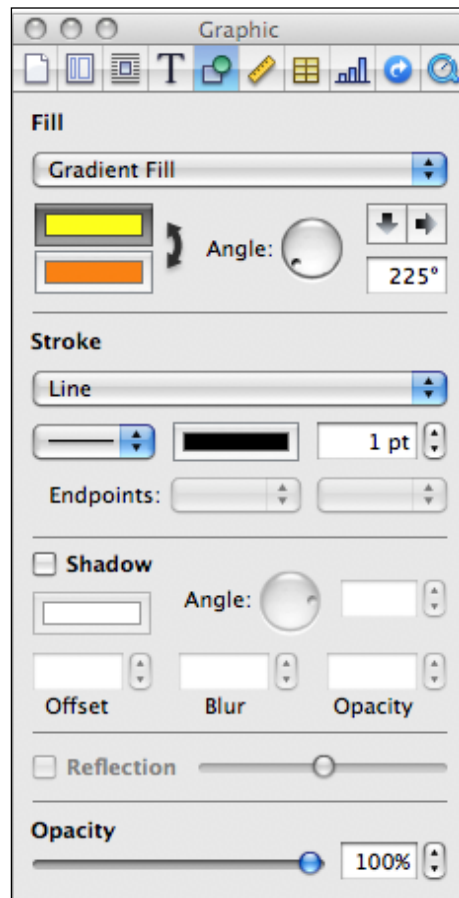 Graphic
T
Fill
Gradient Fill
Angle:
225°
Stroke
Line
1 pt
Endpoints:
Shadow
Angle:
Offset Blur Opacity
Reflection
Opacity
100%